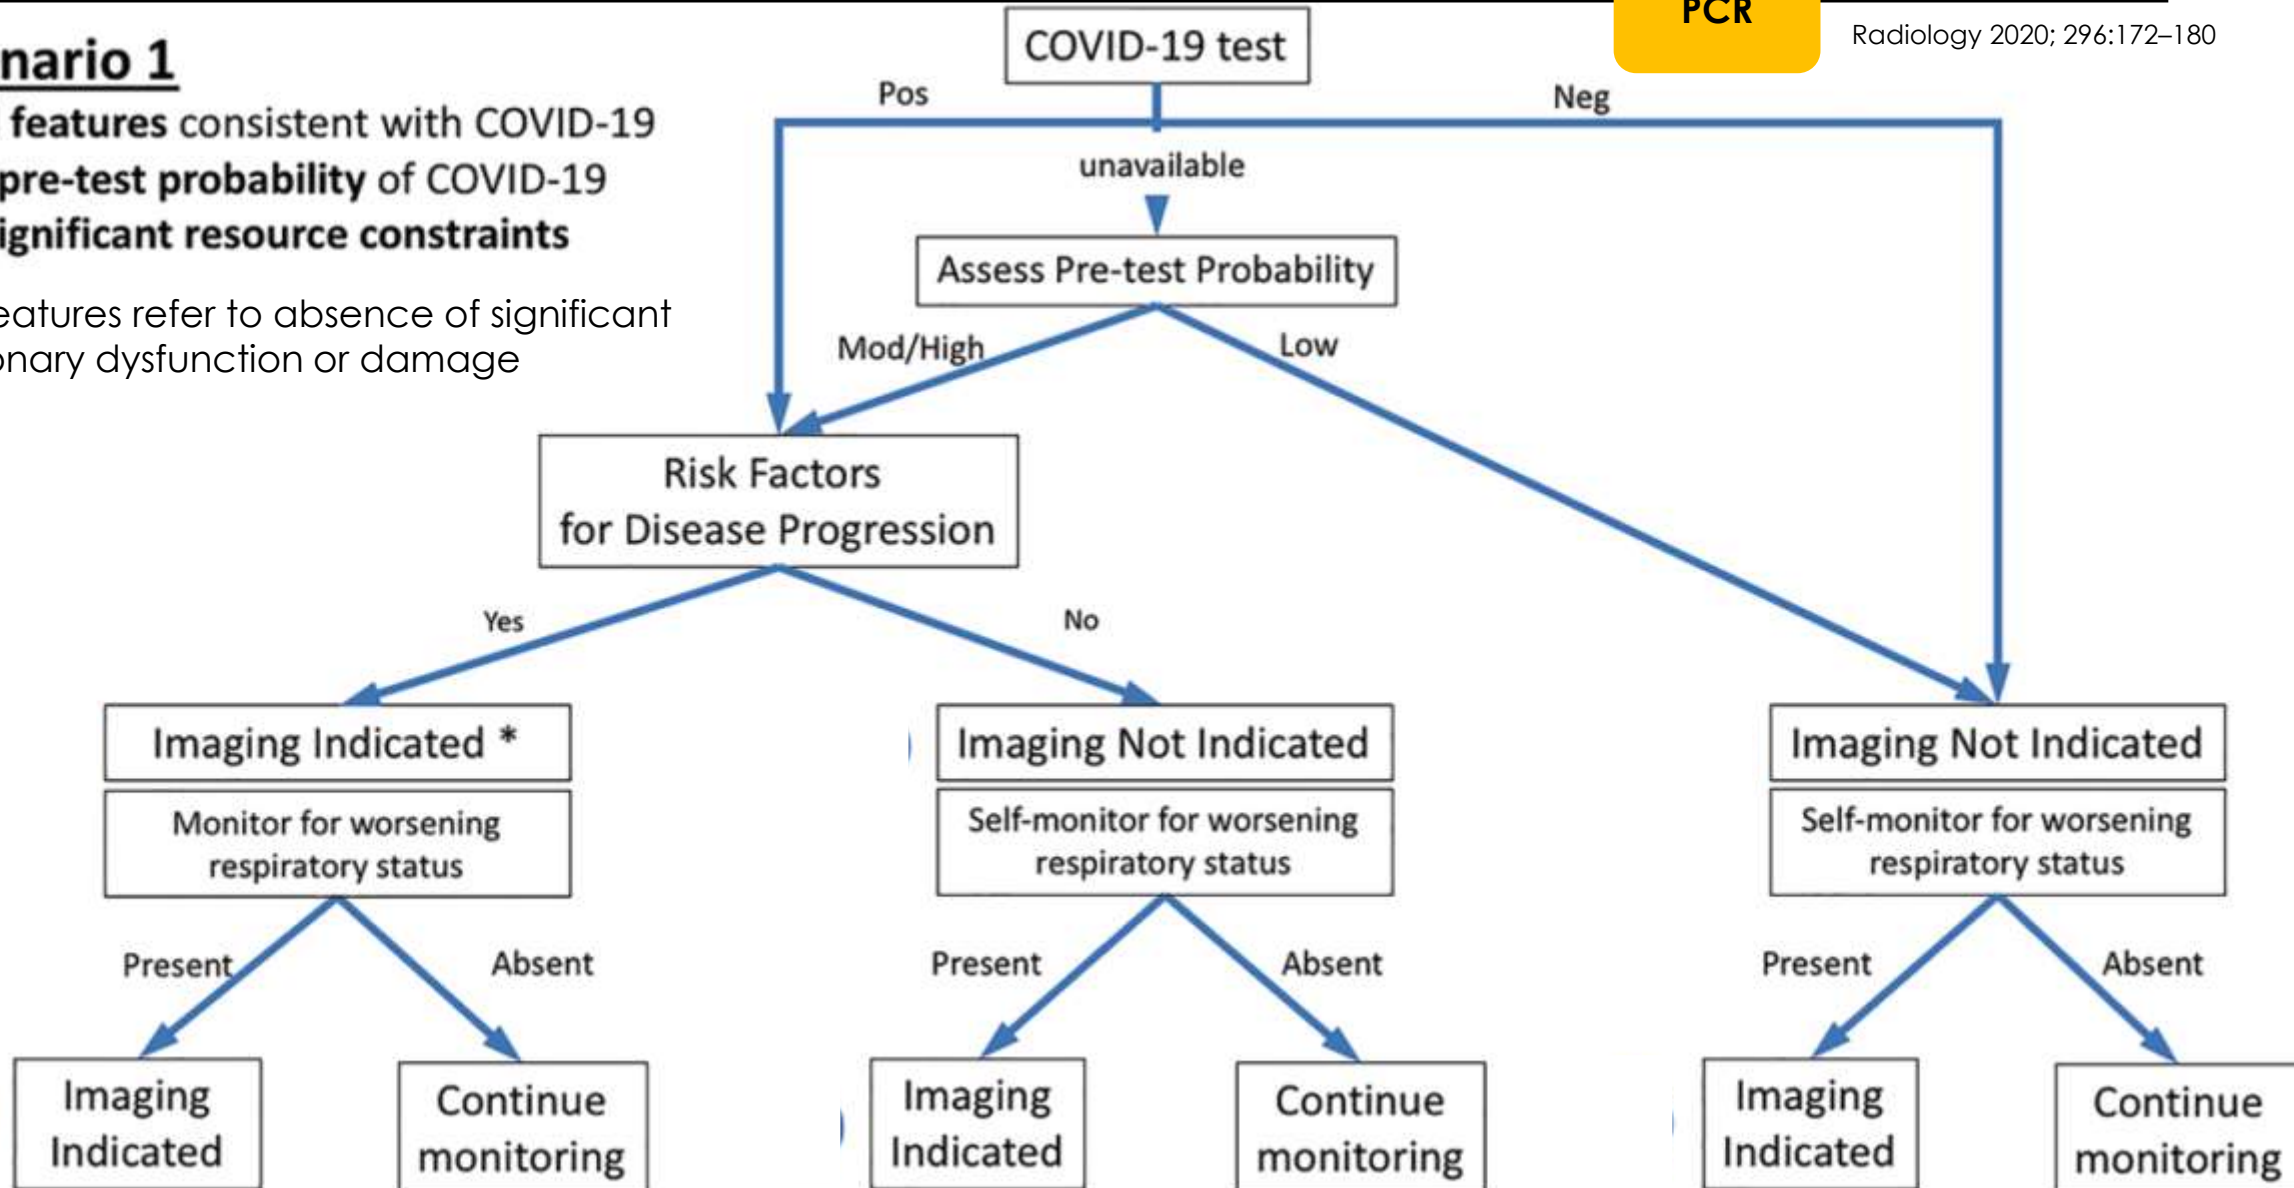 PCR
Radiology 2020; 296:172–180
COVID-19 test
nario 1
features consistent with COVID-19
pre-test probability of COVID-19
ignificant resource constraints
eatures refer to absence of significant
onary dysfunction or damage
Pos
Neg
unavailable
Assess Pre-test Probability
Mod/High
Low
Risk Factors
for Disease Progression
Yes
No
Imaging Indicated *
Monitor for worsening
respiratory status
Imaging Not Indicated
Self-monitor for worsening
respiratory status
Imaging Not Indicated
Self-monitor for worsening
respiratory status
Present
Absent
Present
Absent
Present
Absent
Imaging
Indicated
Continue
monitoring
Imaging
Indicated
Continue
monitoring
Imaging
Indicated
Continue
monitoring